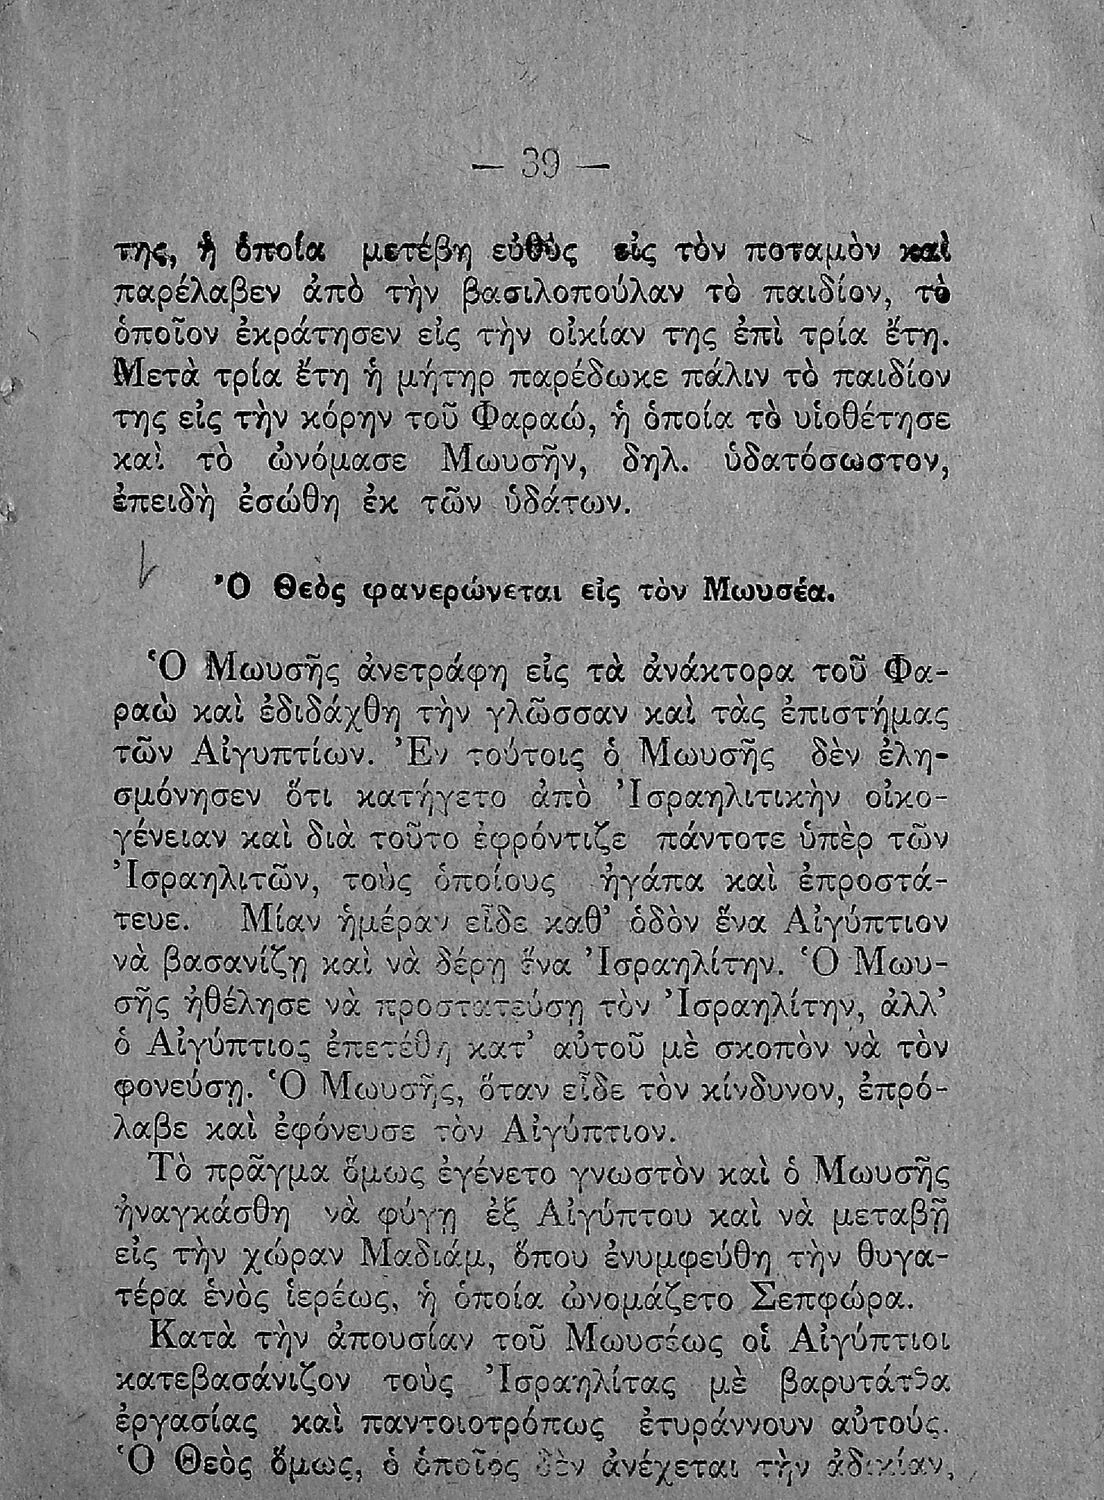 — 39 —
της, ἡ ὁποία μετέβη εὐθὺς εἰς τὸν ποταμὸν καὶ
παρέλαβεν ἀπὸ τὴν βασιλοπούλαν τὸ παιδίον, τὸ
ὁποῖον ἐκράτησεν εἰς τὴν οἰκίαν της ἐπὶ τρία ἔτη.
Μετὰ τρία ἔτη ἡ μήτηρ παρέδωκε πάλιν τὸ παιδίον
της εἰς τὴν κόρην τοῦ Φαραώ, ἡ ὁποία τὸ υἱοθέτησε
καὶ τὸ ὠνόμασε Μωυσῆν, δηλ. ὑδατόσωστον,
ἐπειδὴ ἐσώθη ἐκ τῶν ὑδάτων.
Ὁ Θεὸς φανερώνεται εἰς τὸν Μωυσέα.
Ὁ Μωυσῆς ἀνετράφη εἰς τὰ ἀνάκτορα τοῦ Φα-
ραὼ καὶ ἐδιδάχθη τὴν γλῶσσαν καὶ τὰς ἐπιστήμας
τῶν Αἰγυπτίων. Ἐν τούτοις ὁ Μωυσῆς δὲν ἐλη-
σμόνησεν ὅτι κατήγετο ἀπὸ Ἰσραηλιτικὴν οἰκο-
γένειαν καὶ διὰ τοῦτο ἐφρόντιζε πάντοτε ὑπὲρ τῶν
Ἰσραηλιτῶν, τοὺς ὁποίους ἠγάπα καὶ ἐπροστά-
τευε. Μίαν ἡμέραν εἶδε καθ' ὁδὸν ἕνα Αἰγύπτιον
νὰ βασανίζῃ καὶ νὰ δέρῃ ἕνα Ἰσραηλίτην. Ὁ Μωυ-
σῆς ἠθέλησε νὰ προστατεύσῃ τὸν Ἰσραηλίτην, ἀλλ'
ὁ Αἰγύπτιος ἐπετέθη κατ' αὐτοῦ μὲ σκοπὸν νὰ τὸν
φονεύσῃ. Ὁ Μωυσῆς, ὅταν εἶδε τὸν κίνδυνον, ἐπρό-
λαβε καὶ ἐφόνευσε τὸν Αἰγύπτιον.
Τὸ πρᾶγμα ὅμως ἐγένετο γνωστὸν καὶ ὁ Μωυσῆς
ἠναγκάσθη νὰ φύγῃ ἐξ Αἰγύπτου καὶ νὰ μεταβῇ
εἰς τὴν χώραν Μαδιάμ, ὅπου ἐνυμφεύθη τὴν θυγα-
τέρα ἑνὸς ἱερέως, ἡ ὁποία ὠνομάζετο Σεπφώρα.
Κατὰ τὴν ἀπουσίαν τοῦ Μωυσέως οἱ Αἰγύπτιοι
κατεβασάνιζον τοὺς Ἰσραηλίτας μὲ βαρυτάτδα
ἐργασίας καὶ παντοιοτρόπως ἐτυράννουν αὐτούς.
Ὁ Θεὸς ὅμως, ὁ ὁποῖος δὲν ἀνέχεται τὴν ἀδικίαν,